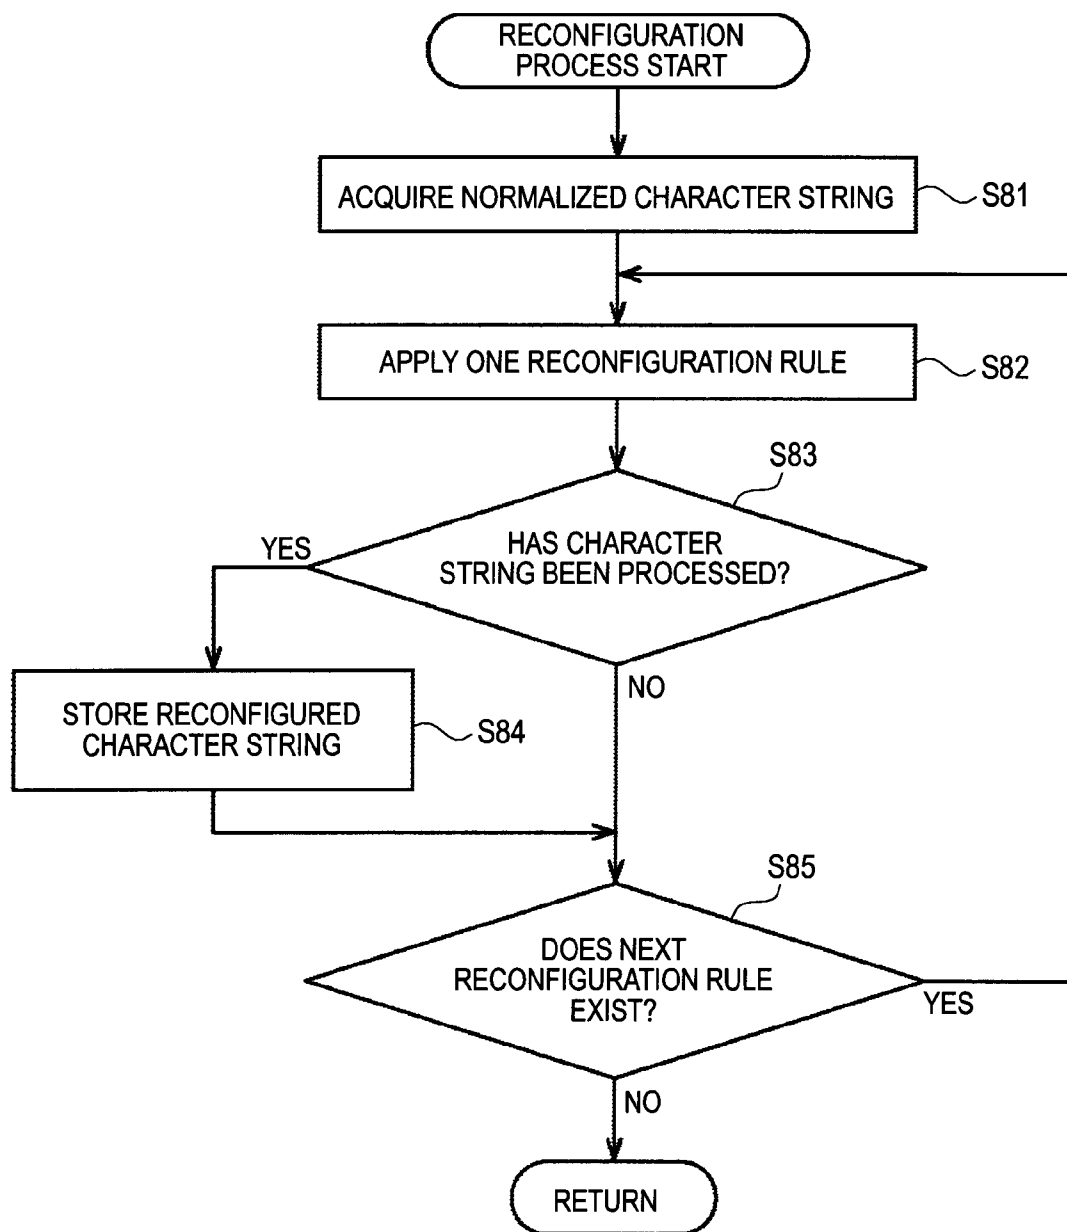 RECONFIGURATION
PROCESS START
ACQUIRE NORMALIZED CHARACTER STRING
S81
APPLY ONE RECONFIGURATION RULE
S82
S83
HAS CHARACTER
STRING BEEN PROCESSED?
YES
NO
STORE RECONFIGURED
CHARACTER STRING
S84
S85
DOES NEXT
RECONFIGURATION RULE
EXIST?
YES
NO
RETURN